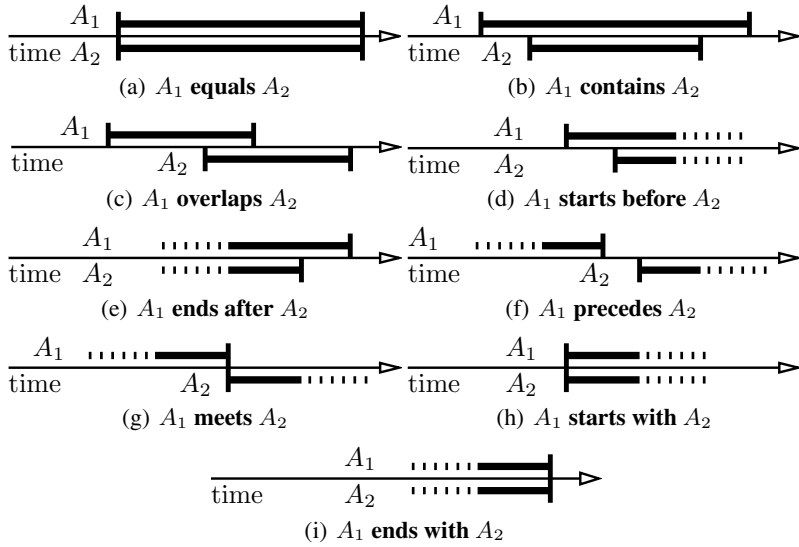 A₁
time A₂
(a) A₁ equals A₂
A₁
time A₂
(b) A₁ contains A₂
A₁
time A₂
(c) A₁ overlaps A₂
A₁
time A₂
(d) A₁ starts before A₂
A₁
time A₂
(e) A₁ ends after A₂
A₁
time A₂
(f) A₁ precedes A₂
A₁
time A₂
(g) A₁ meets A₂
A₁
time A₂
(h) A₁ starts with A₂
A₁
time A₂
(i) A₁ ends with A₂